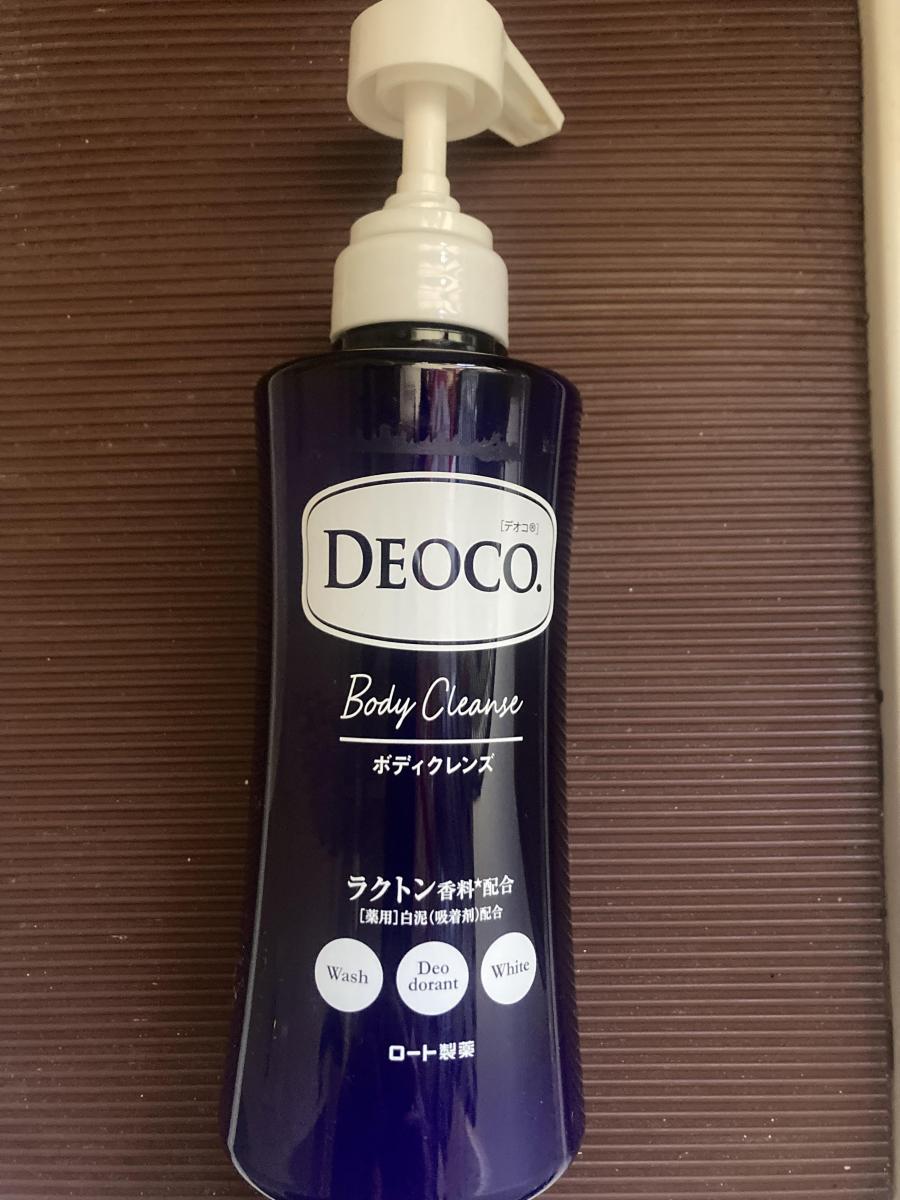 [デオコ®]
DEOCO.
Body Cleanse
ボディクレンズ
ラクトン香料*配合
[薬用]白泥(吸着剤)配合
Wash
Deo
dorant
White
ロート製薬